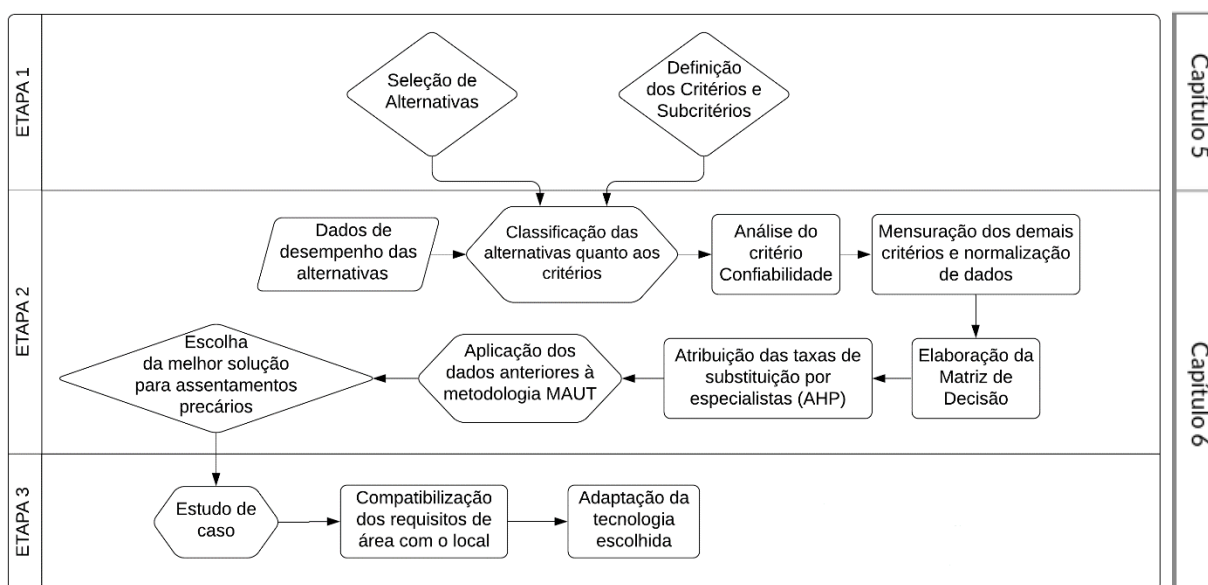 ETAPA 1
Seleção de
Alternativas
Definição
dos Critérios e
Subcritérios
Capítulo 5
ETAPA 2
Dados de
desempenho das
alternativas
Classificação das
alternativas quanto aos
critérios
Análise do
critério
Confiabilidade
Mensuração dos demais
critérios e normalização
de dados
Elaboração da
Matriz de
Decisão
Atribuição das taxas de
substituição por
especialistas (AHP)
Aplicação dos
dados anteriores à
metodologia MAUT
Escolha
da melhor solução
para assentamentos
precários
Capítulo 6
ETAPA 3
Estudo de
caso
Compatibilização
dos requisitos de
área com o local
Adaptação da
tecnologia
escolhida